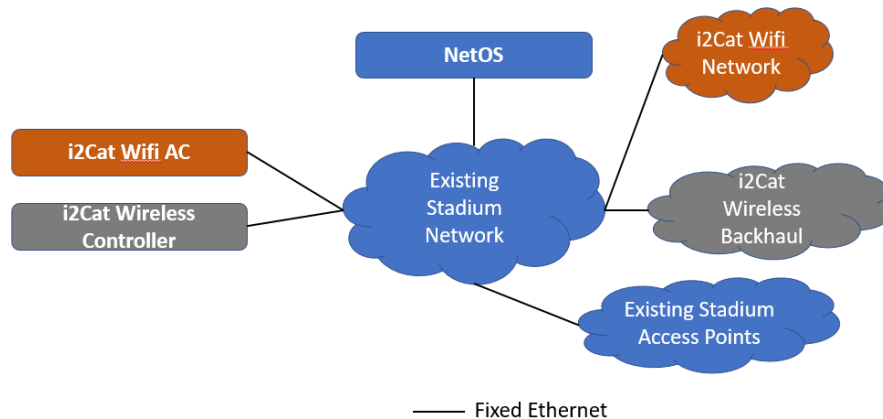 NetOS
i2Cat Wifi
Network
i2Cat Wifi AC
i2Cat Wireless
Controller
Existing
Stadium
Network
i2Cat
Wireless
Backhaul
Existing Stadium
Access Points
Fixed Ethernet